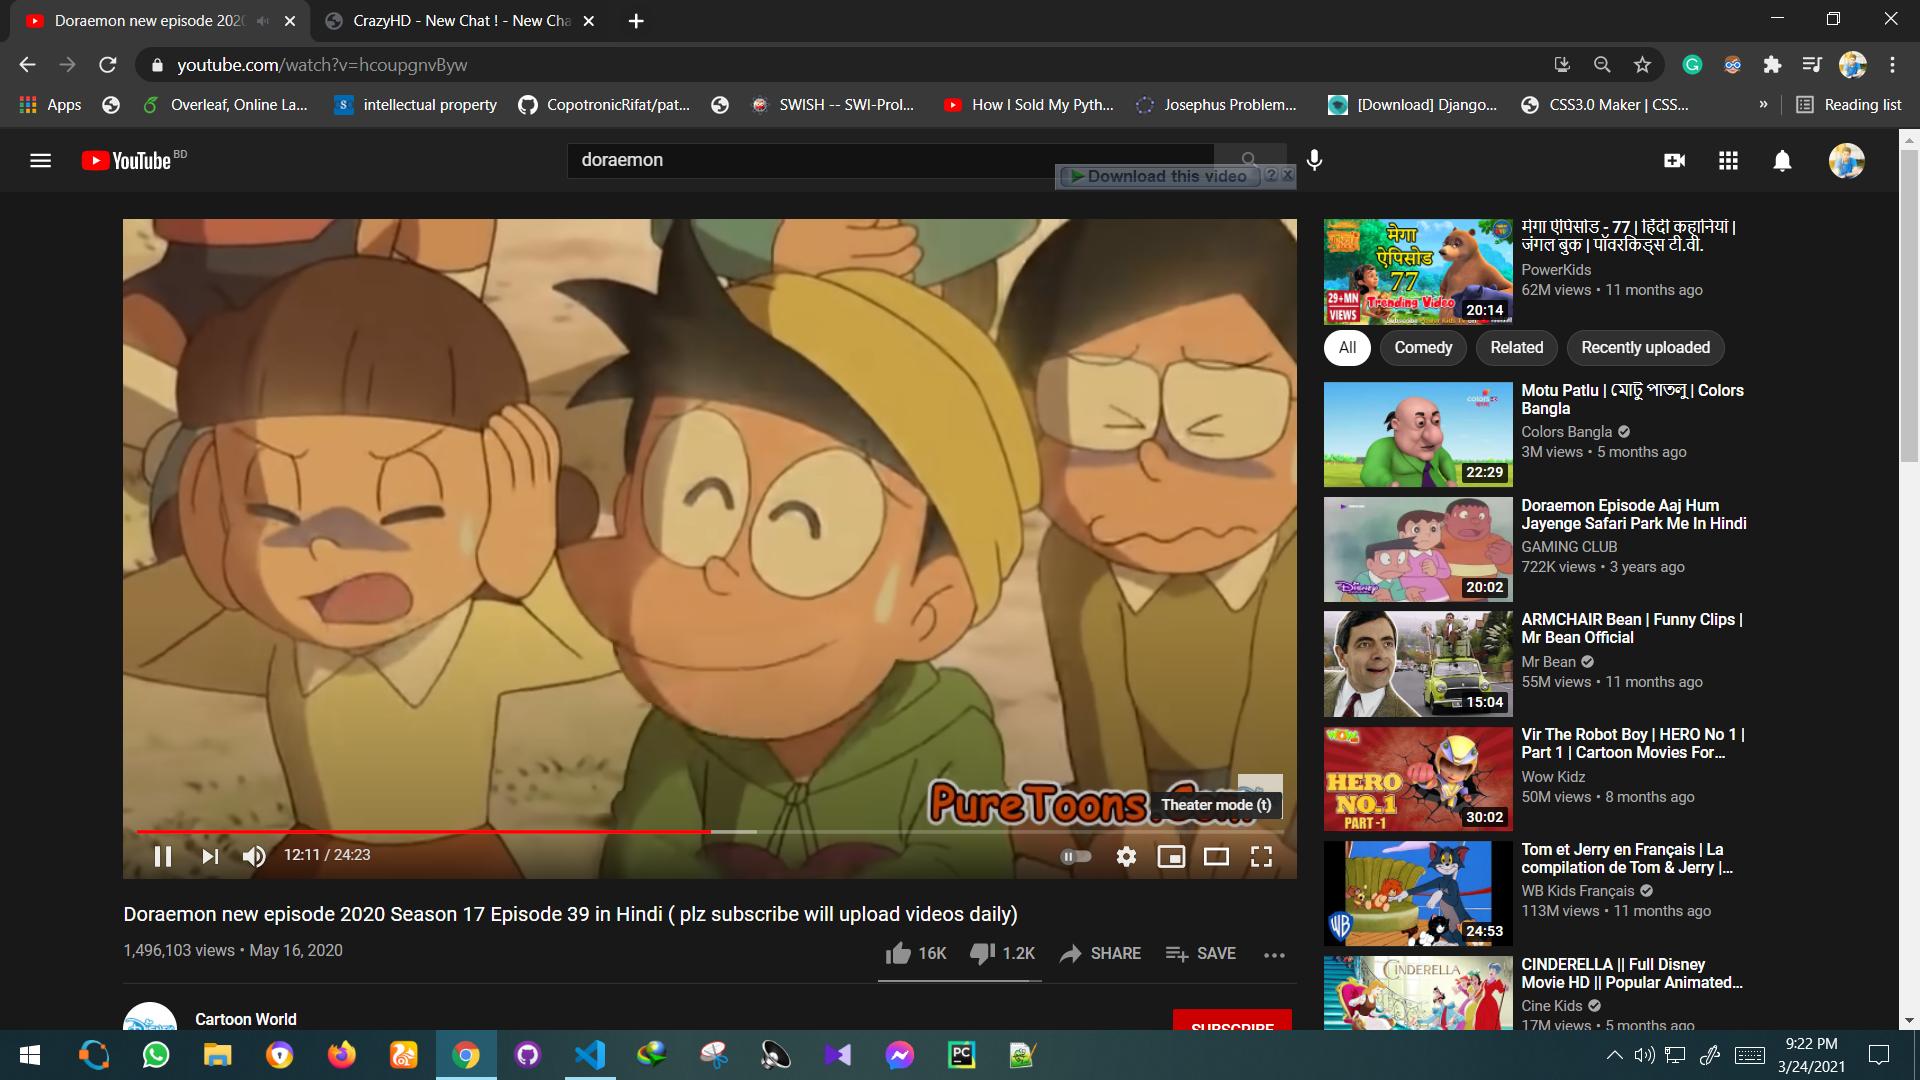 Doraemon new episode 202
CrazyHD - New Chat ! - New Cha
youtube.com/watch?v=hcoupgnvByw
Apps
Overleaf, Online La...
intellectual property
CopotronicRifat/pat...
SWISH -- SWI-Prol...
How I Sold My Pyth...
Josephus Problem...
[Download] Django...
CSS3.0 Maker | CSS...
»
Reading list
YouTube BD
doraemon
Download this video
मेगा ऐपिसोड 77
29+MN VIEWS
Trending Video
20:14
मेगा ऐपिसोड - 77 | हिंदी कहानियां |
जंगल बुक | पॉवरकिड्स टी.वी.
PowerKids
62M views • 11 months ago
All
Comedy
Related
Recently uploaded
22:29
Motu Patlu | মোটু পাতলু | Colors
Bangla
Colors Bangla
3M views • 5 months ago
20:02
Doraemon Episode Aaj Hum
Jayenge Safari Park Me In Hindi
GAMING CLUB
722K views • 3 years ago
15:04
ARMCHAIR Bean | Funny Clips |
Mr Bean Official
Mr Bean
55M views • 11 months ago
WOW
HERO
NO.1
PART -1
30:02
Vir The Robot Boy | HERO No 1 |
Part 1 | Cartoon Movies For...
Wow Kidz
50M views • 8 months ago
WB
24:53
Tom et Jerry en Français | La
compilation de Tom & Jerry |...
WB Kids Français
113M views • 11 months ago
CINDERELLA
CINDERELLA || Full Disney
Movie HD || Popular Animated...
Cine Kids
17M views • 5 months ago
PureToons.Com
Theater mode (t)
12:11 / 24:23
Doraemon new episode 2020 Season 17 Episode 39 in Hindi ( plz subscribe will upload videos daily)
1,496,103 views • May 16, 2020
16K
1.2K
SHARE
SAVE
Cartoon World
SUBSCRIBE
PC
9:22 PM
3/24/2021